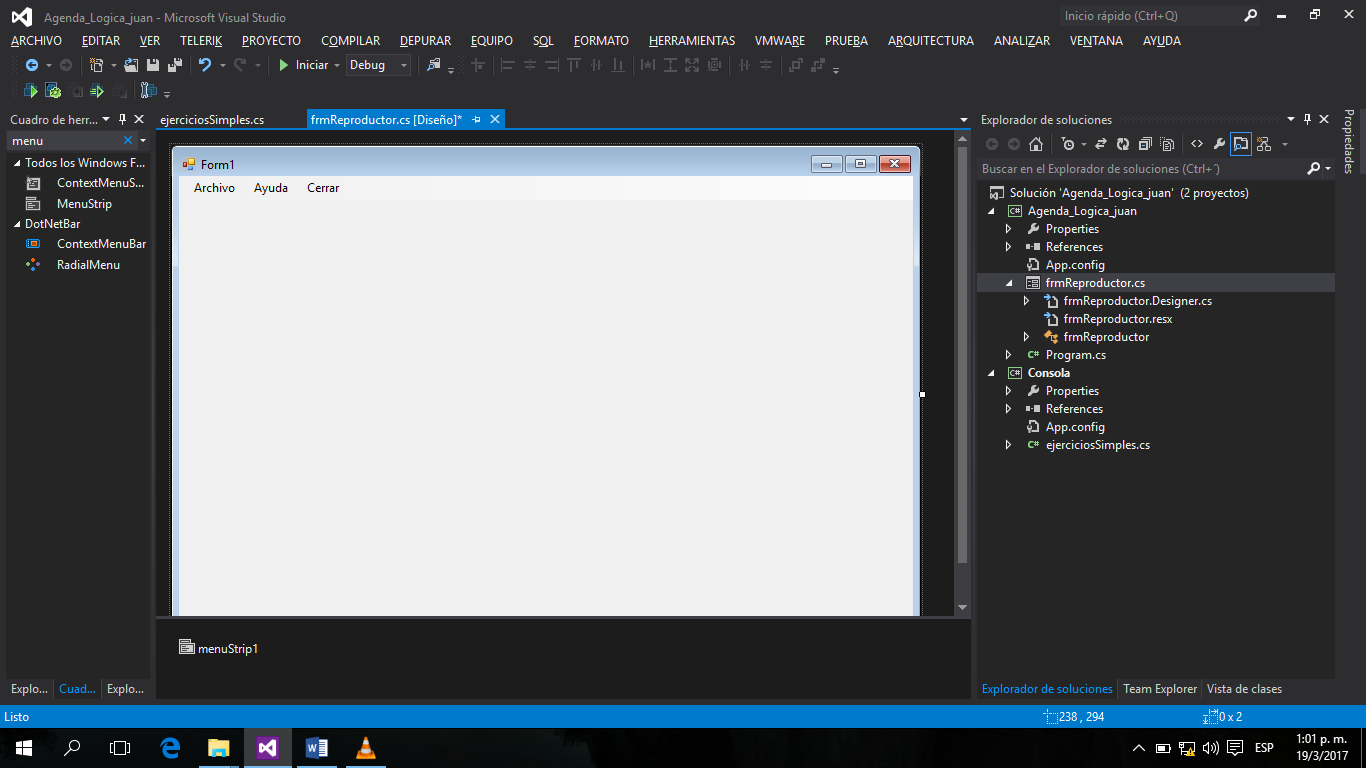 Agenda_Logica_juan - Microsoft Visual Studio
Inicio rápido (Ctrl+Q)
ARCHIVO EDITAR VER TELERIK PROYECTO COMPILAR DEPURAR EQUIPO SQL FORMATO HERRAMIENTAS VMWARE PRUEBA ARQUITECTURA ANALIZAR VENTANA AYUDA
Iniciar Debug
Cuadro de herr...
menu
Todos los Windows F...
ContextMenuS...
MenuStrip
DotNetBar
ContextMenuBar
RadialMenu
Explo... Cuad... Explo...
ejerciciosSimples.cs frmReproductor.cs [Diseño]*
Form1
Archivo Ayuda Cerrar
menuStrip1
Explorador de soluciones
Buscar en el Explorador de soluciones (Ctrl+´)
Solución 'Agenda_Logica_juan' (2 proyectos)
Agenda_Logica_juan
Properties
References
App.config
frmReproductor.cs
frmReproductor.Designer.cs
frmReproductor.resx
frmReproductor
Program.cs
Consola
Properties
References
App.config
ejerciciosSimples.cs
Explorador de soluciones Team Explorer Vista de clases
Propiedades
Listo
238 , 294
0 x 2
ESP
1:01 p. m.
19/3/2017